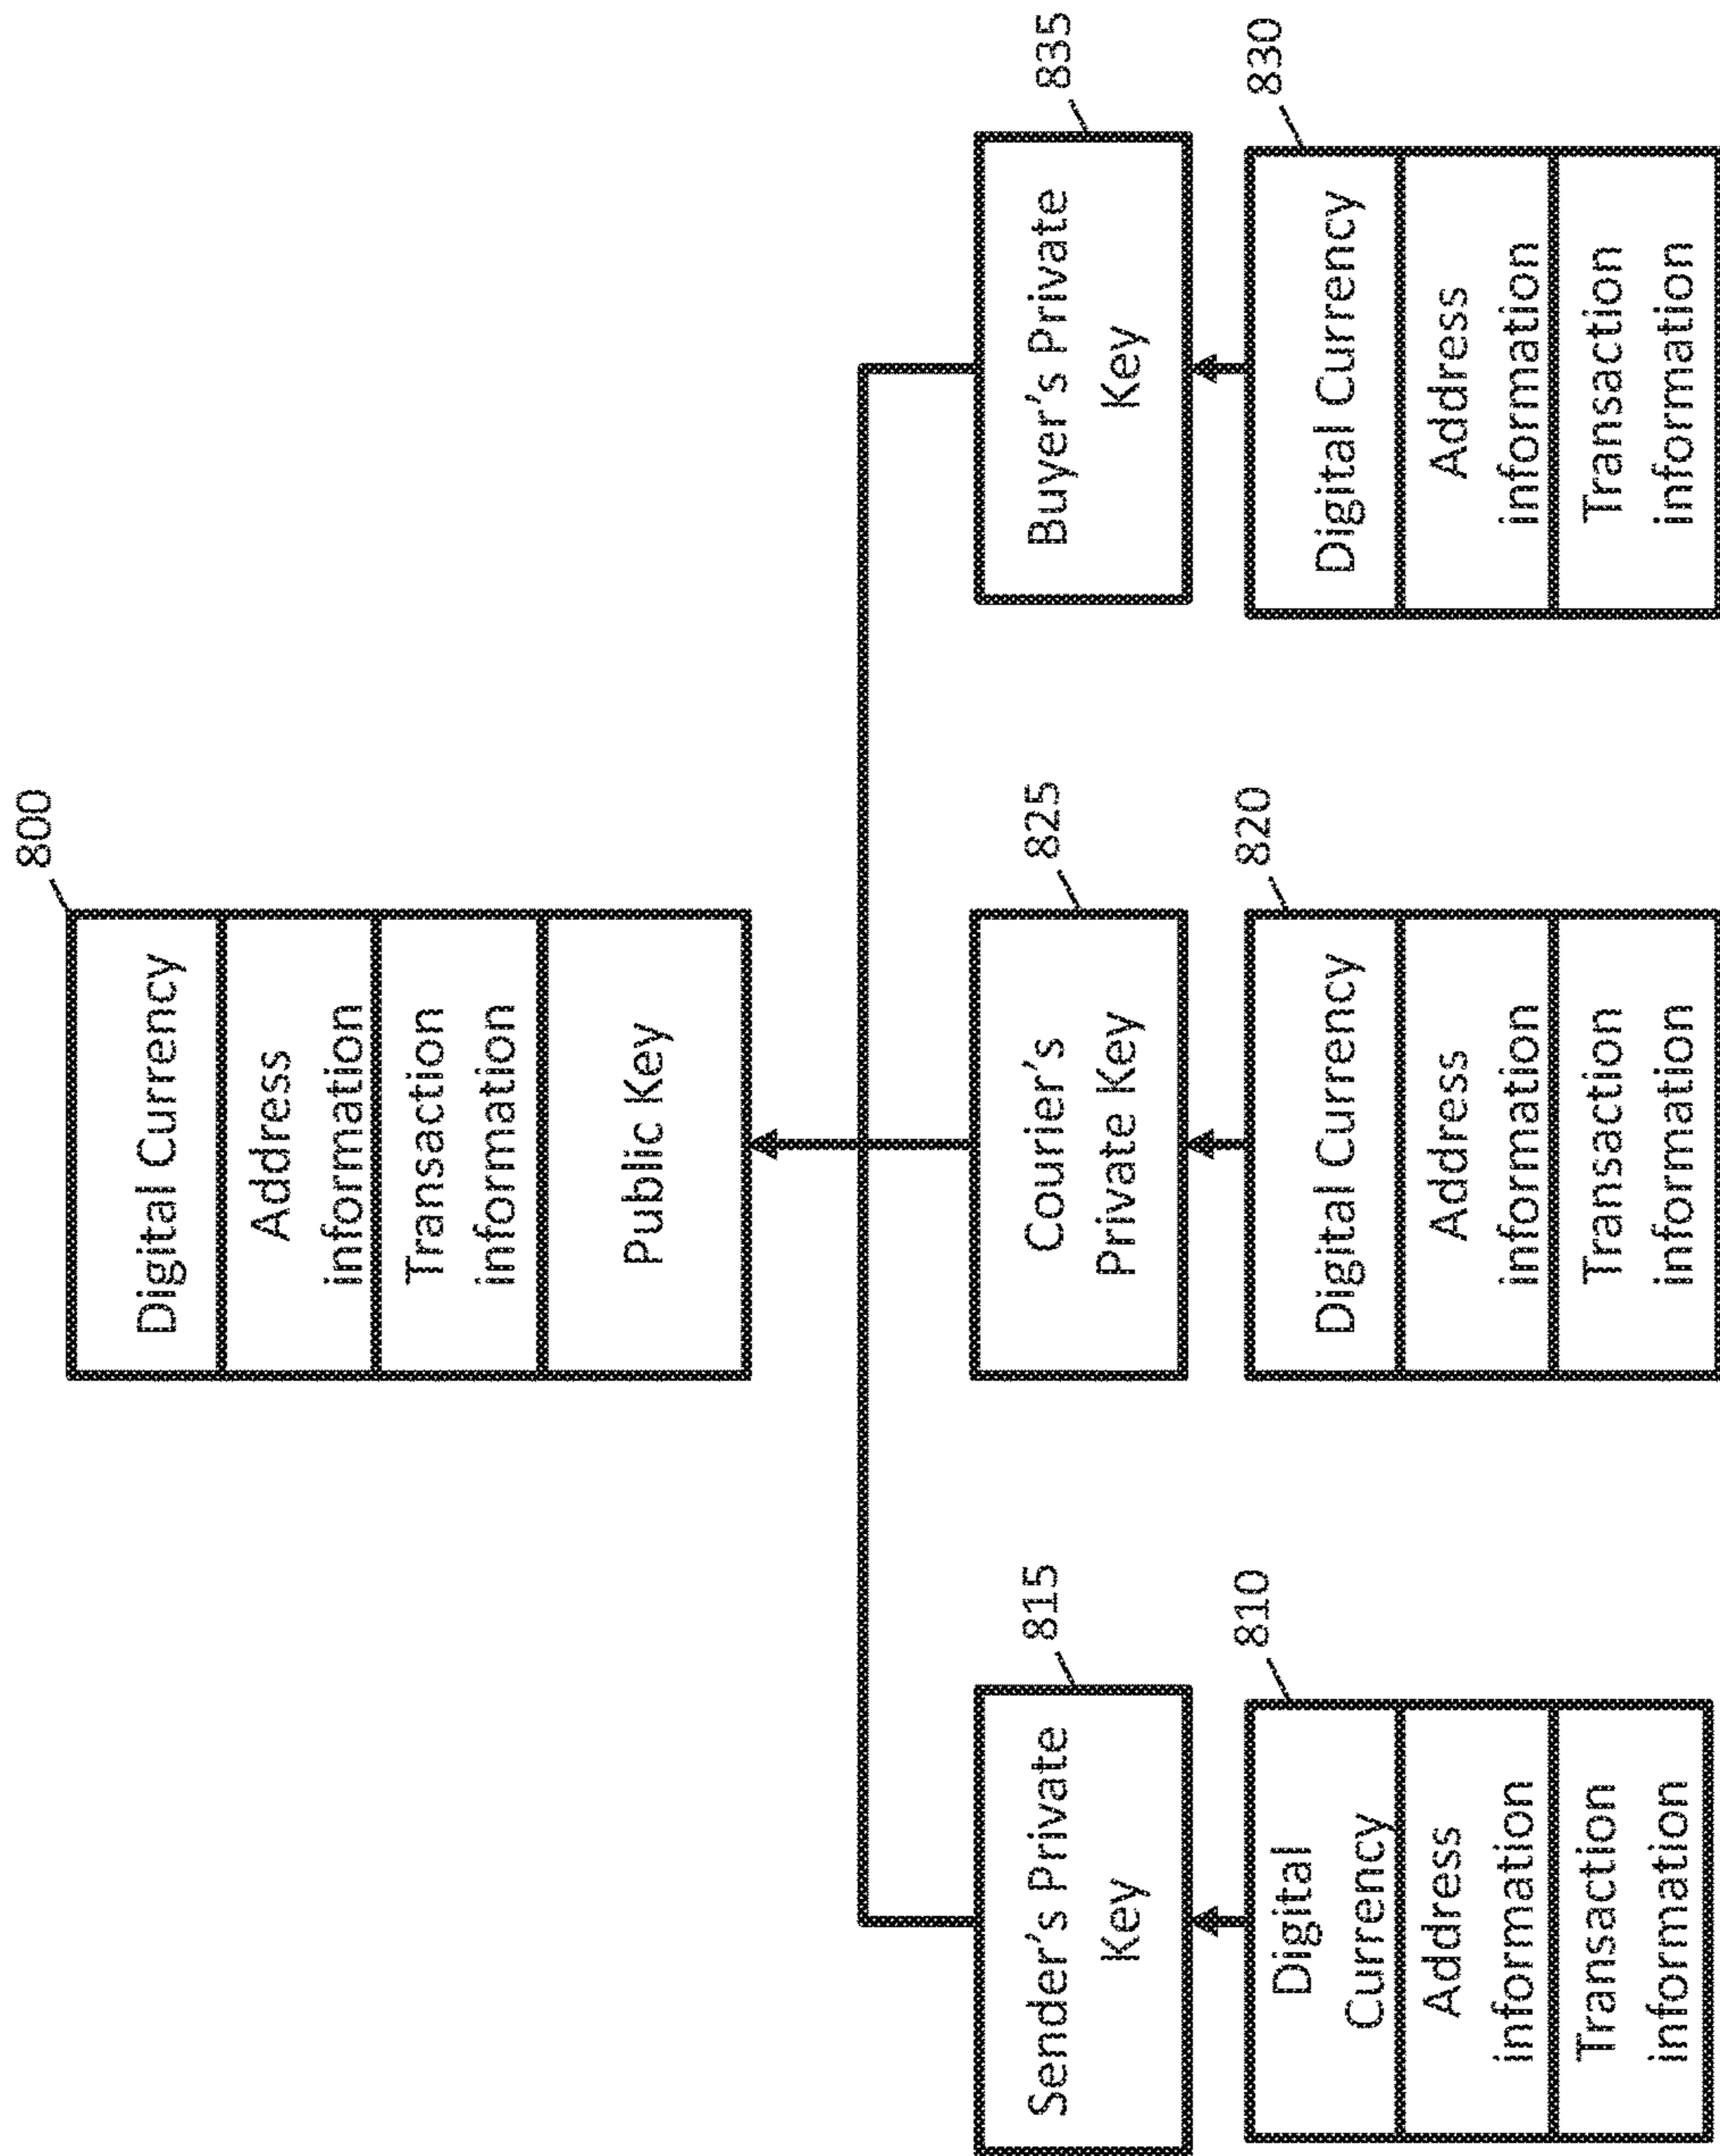 800
Digital Currency
Address
information
Transaction
information
Public Key
815
Sender's Private
Key
825
Courier's
Private Key
835
Buyer's Private
Key
810
Digital
Currency
Address
information
Transaction
information
820
Digital Currency
Address
information
Transaction
information
830
Digital Currency
Address
information
Transaction
information